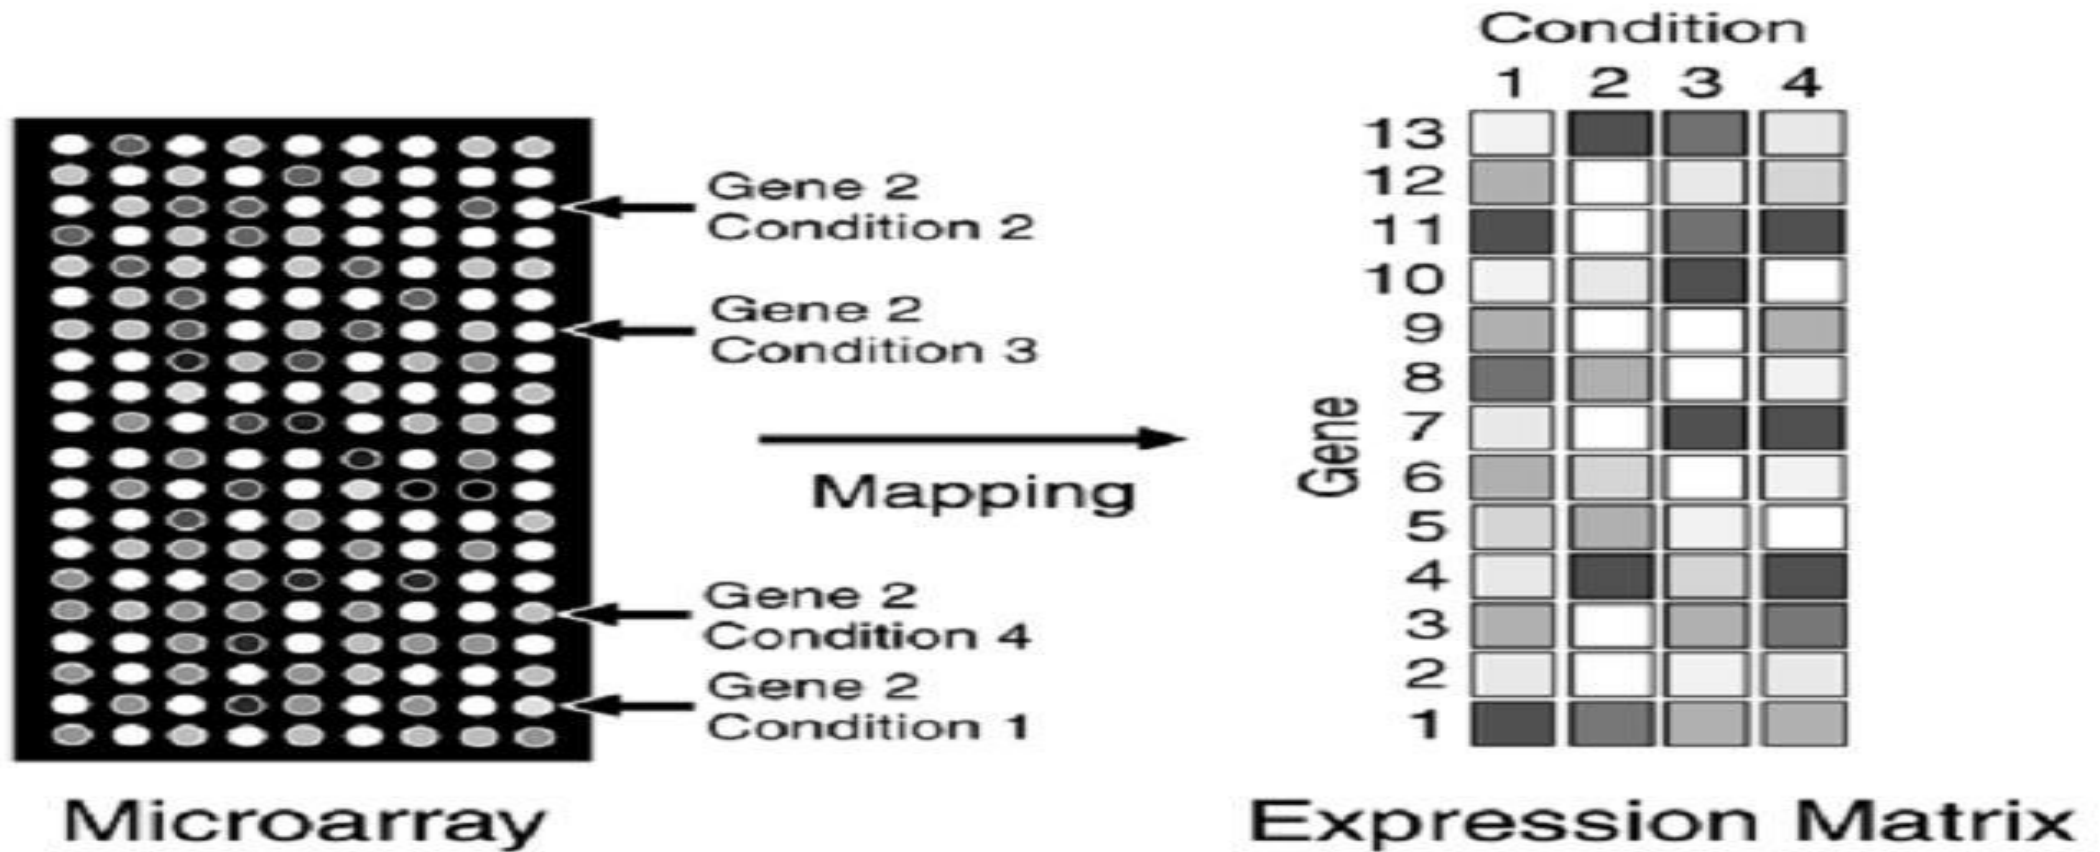 Condition
1 2 3 4
13
12
11
10
9
8
7
6
5
4
3
2
1
Gene
Gene 2
Condition 2
Gene 2
Condition 3
Mapping
Gene 2
Condition 4
Gene 2
Condition 1
Microarray
Expression Matrix